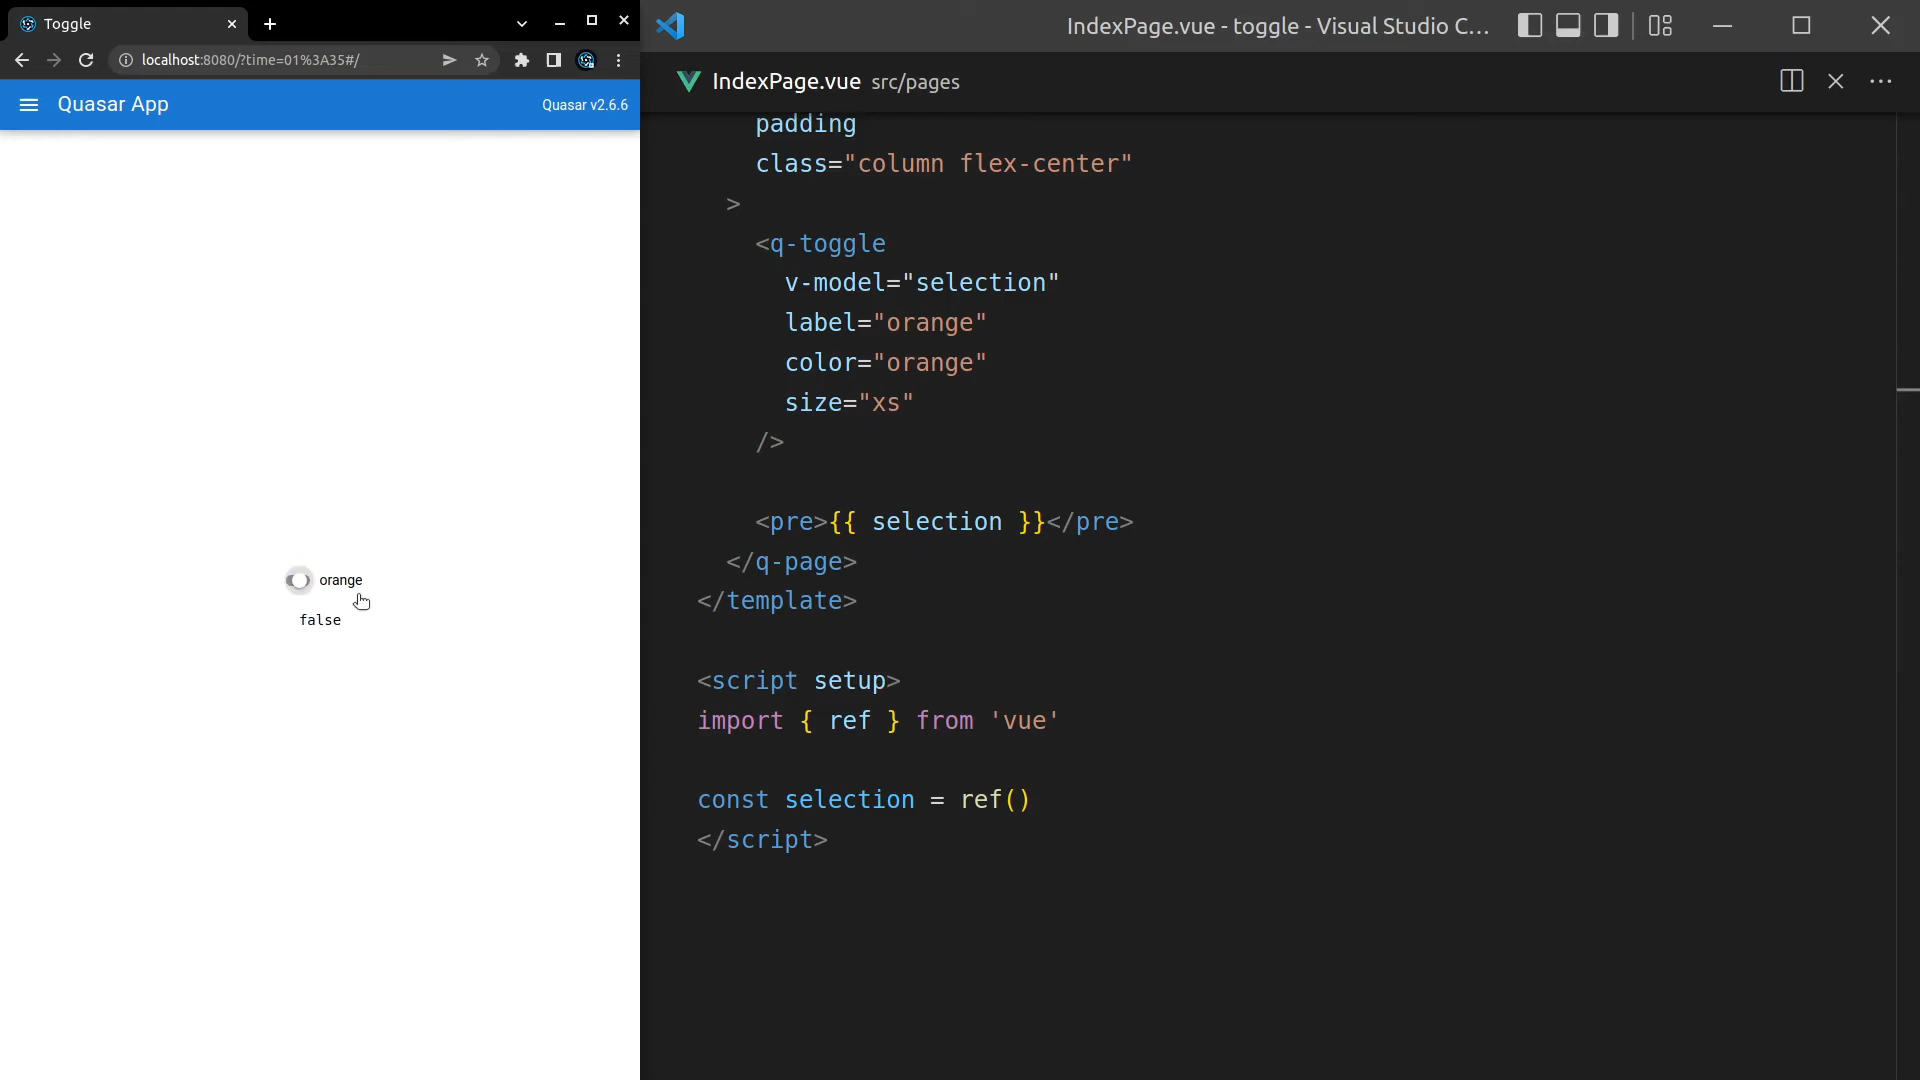 Toggle
localhost:8080/?time=01%3A35#/
Quasar App
Quasar v2.6.6
orange
false
IndexPage.vue - toggle - Visual Studio C...
IndexPage.vue src/pages
padding
class="column flex-center"
>
<q-toggle
v-model="selection"
label="orange"
color="orange"
size="xs"
/>
<pre>{{ selection }}</pre>
</q-page>
</template>
<script setup>
import { ref } from 'vue'
const selection = ref()
</script>